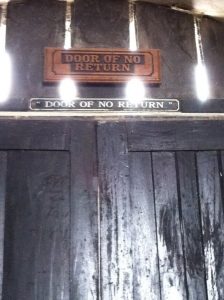 DOOR OF NO
RETURN
" DOOR OF NO RETURN "